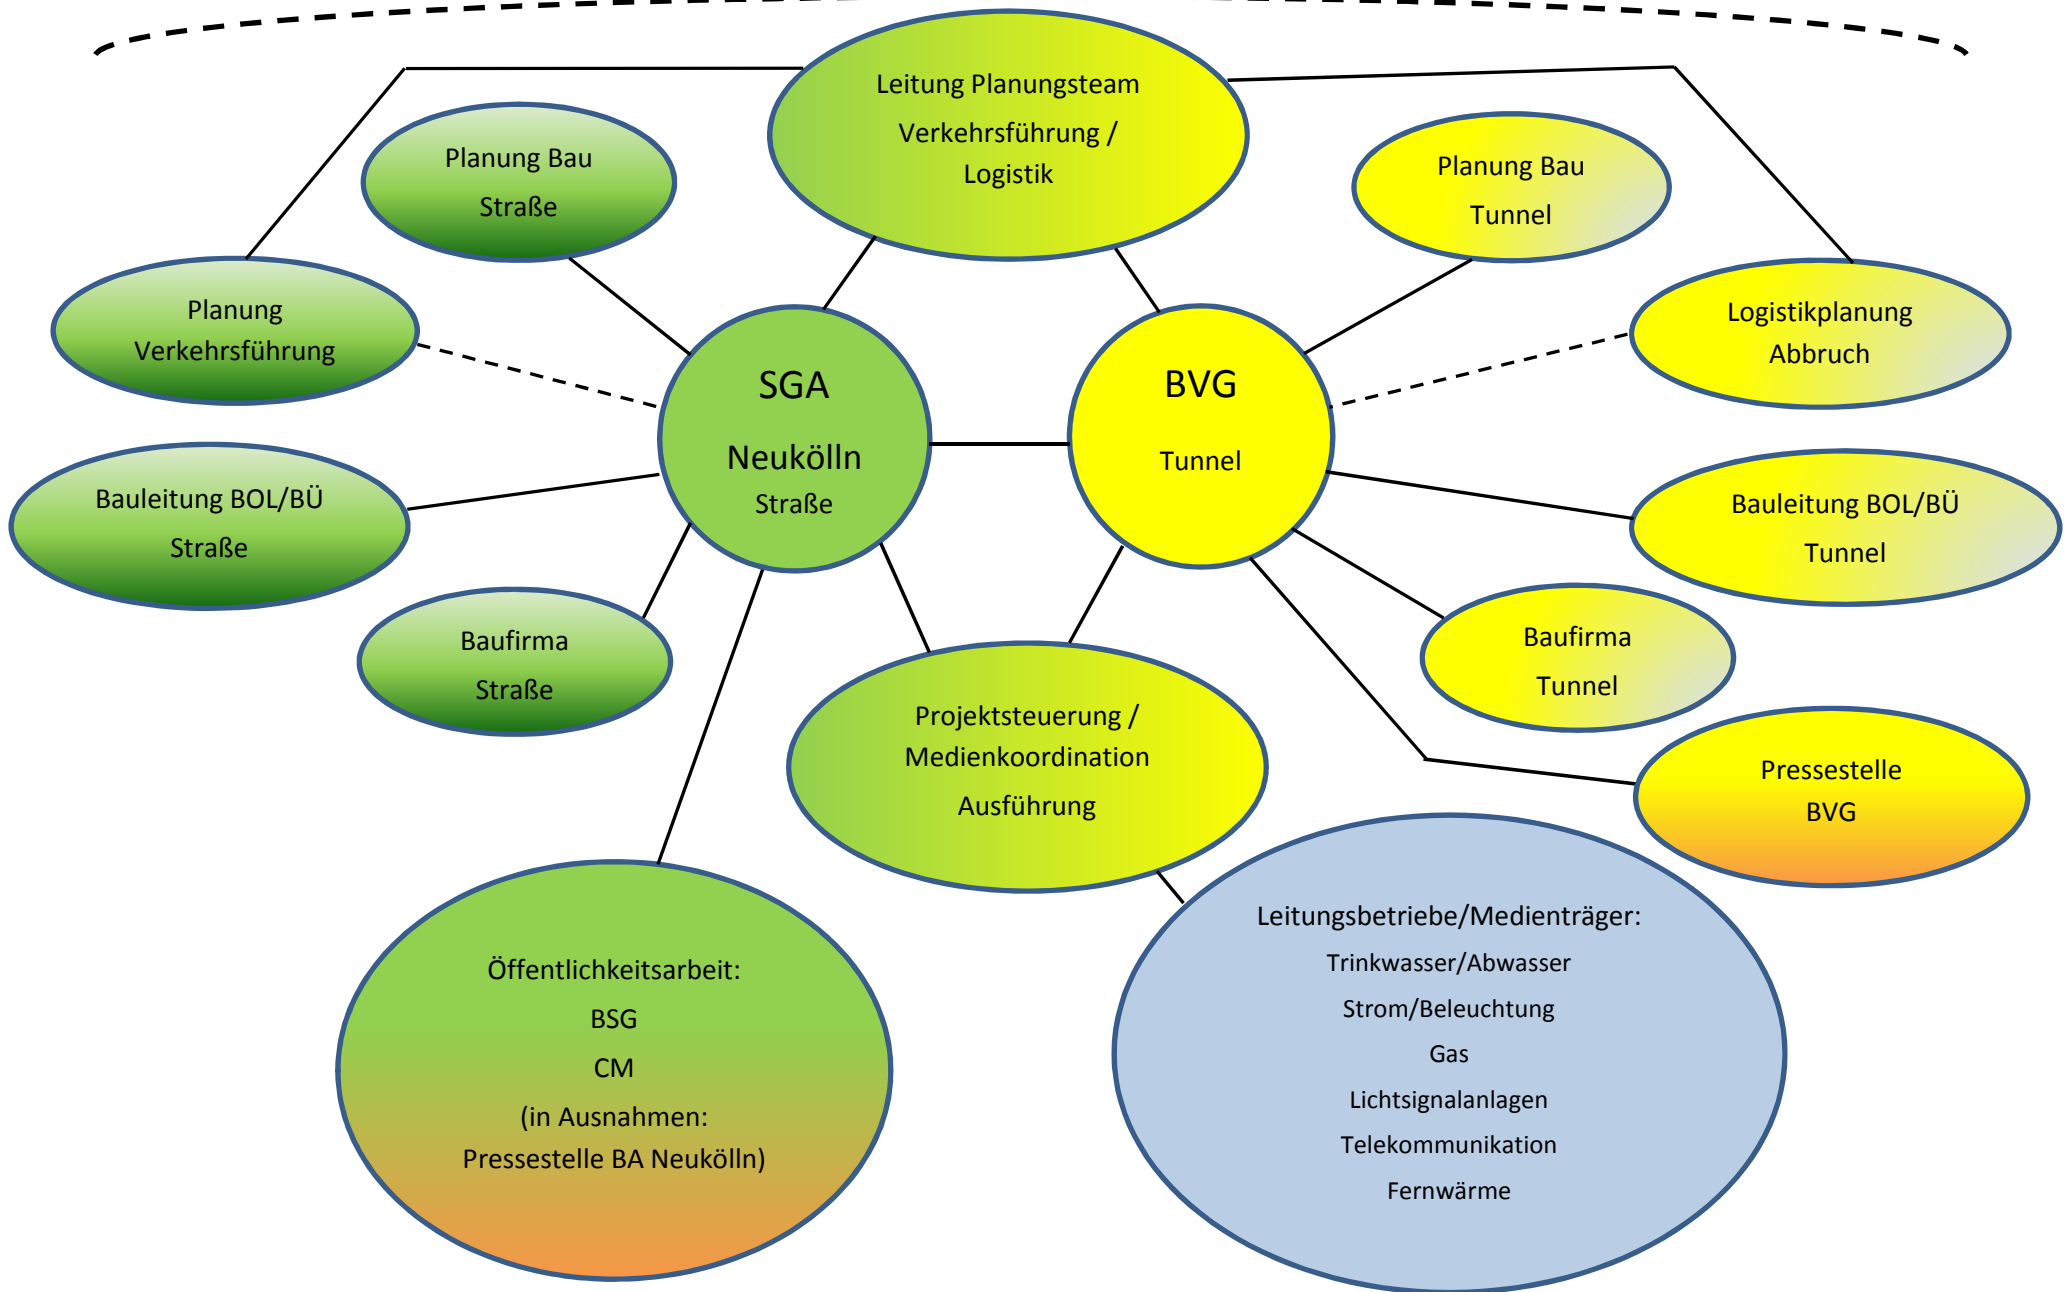 Leitung Planungsteam
Verkehrsführung /
Logistik
Planung Bau
Straße
Planung Bau
Tunnel
Planung
Verkehrsführung
Logistikplanung
Abbruch
SGA
Neukölln
Straße
BVG
Tunnel
Bauleitung BOL/BÜ
Straße
Bauleitung BOL/BÜ
Tunnel
Baufirma
Straße
Baufirma
Tunnel
Projektsteuerung /
Medienkoordination
Ausführung
Pressestelle
BVG
Öffentlichkeitsarbeit:
BSG
CM
(in Ausnahmen:
Pressestelle BA Neukölln)
Leitungsbetriebe/Medienträger:
Trinkwasser/Abwasser
Strom/Beleuchtung
Gas
Lichtsignalanlagen
Telekommunikation
Fernwärme